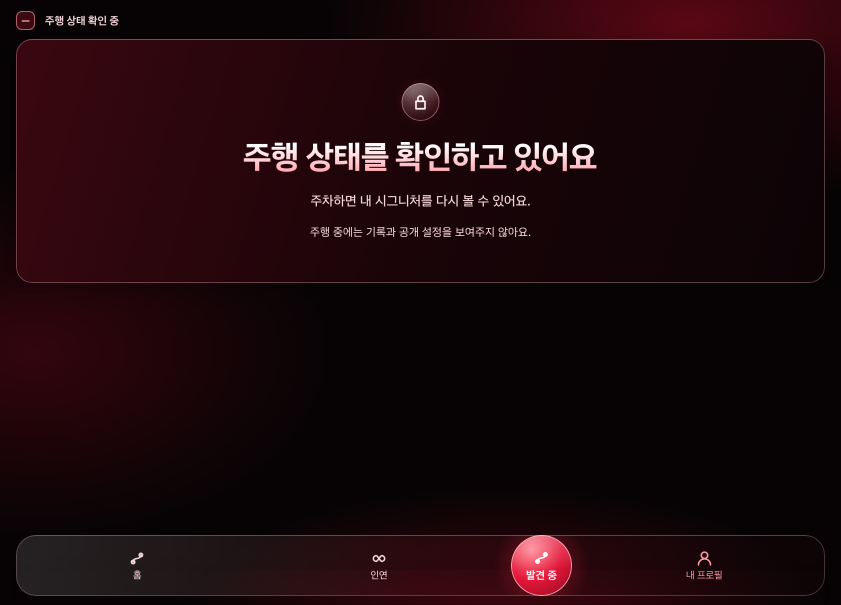 주행 상태 확인 중
주행 상태를 확인하고 있어요
주차하면 내 시그니처를 다시 볼 수 있어요.
주행 중에는 기록과 공개 설정을 보여주지 않아요.
홈
인연
발견 중
내 프로필